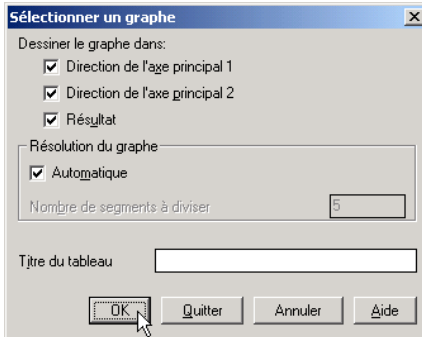 Sélectionner un graphe
Dessiner le graphe dans:
Direction de l'axe principal 1
Direction de l'axe principal 2
Résultat
Résolution du graphe
Automatique
Nombre de segments à diviser 5
Titre du tableau
OK Quitter Annuler Aide